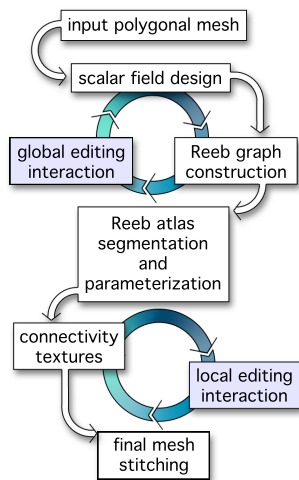 input polygonal mesh
scalar field design
global editing
interaction
Reeb graph
construction
Reeb atlas
segmentation
and
parameterization
connectivity
textures
local editing
interaction
final mesh
stitching